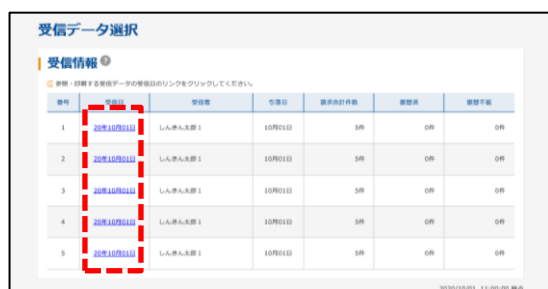 受信データ選択
受信情報
参照・印刷する受信データの受信日のリンクをクリックしてください。
番号 受信日 受信者 引落日 請求合計件数 振替済 振替不能
1 20年10月01日 しんきん太郎1 10月01日 5件 0件 0件
2 20年10月01日 しんきん太郎1 10月01日 5件 0件 0件
3 20年10月01日 しんきん太郎1 10月01日 5件 0件 0件
4 20年10月01日 しんきん太郎1 10月01日 5件 0件 0件
5 20年10月01日 しんきん太郎1 10月01日 5件 0件 0件
2020/10/01 11:00:00 時点